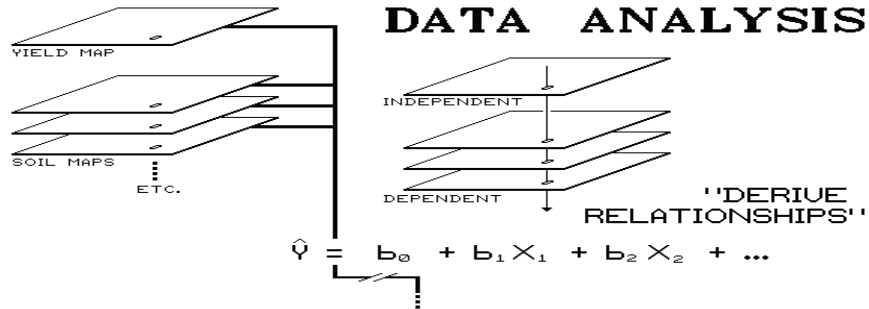 DATA ANALYSIS
YIELD MAP
SOIL MAPS
ETC.
INDEPENDENT
DEPENDENT
"DERIVE
RELATIONSHIPS"
Ŷ = b₀ + b₁X₁ + b₂X₂ + ...